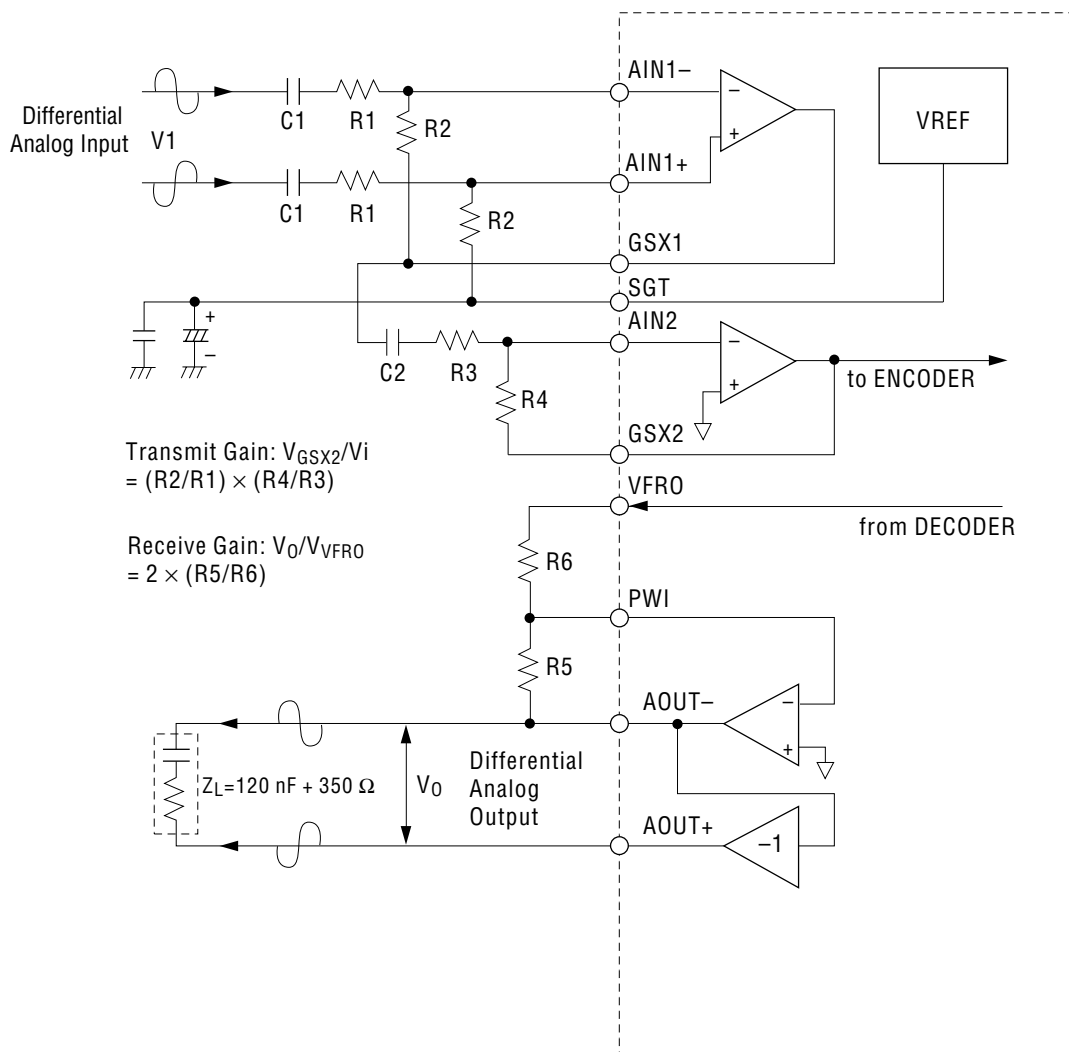 AIN1–
Differential
Analog Input
V1
C1
R1
R2
–
+
VREF
AIN1+
C1
R1
R2
GSX1
SGT
+
–
AIN2
C2
R3
R4
–
+
to ENCODER
GSX2
Transmit Gain: VGSX2/Vi
= (R2/R1) × (R4/R3)
VFRO
from DECODER
Receive Gain: VO/VVFRO
= 2 × (R5/R6)
R6
PWI
R5
AOUT–
–
+
ZL=120 nF + 350 Ω
VO
Differential
Analog
Output
AOUT+
–1